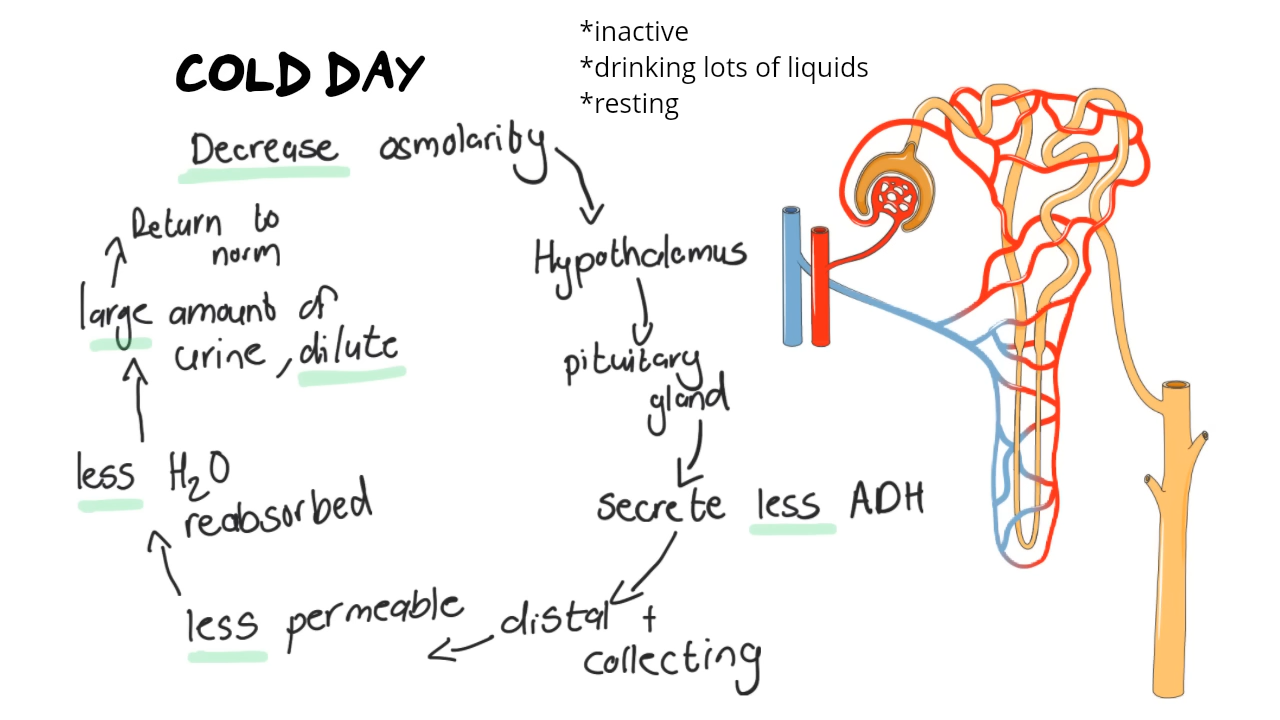 COLD DAY
*inactive
*drinking lots of liquids
*resting
Decrease osmolarity
Hypothalamus
pituitary
gland
secrete less ADH
distal +
collecting
less permeable
less H₂O
reabsorbed
large amount of
urine, dilute
Return to
norm